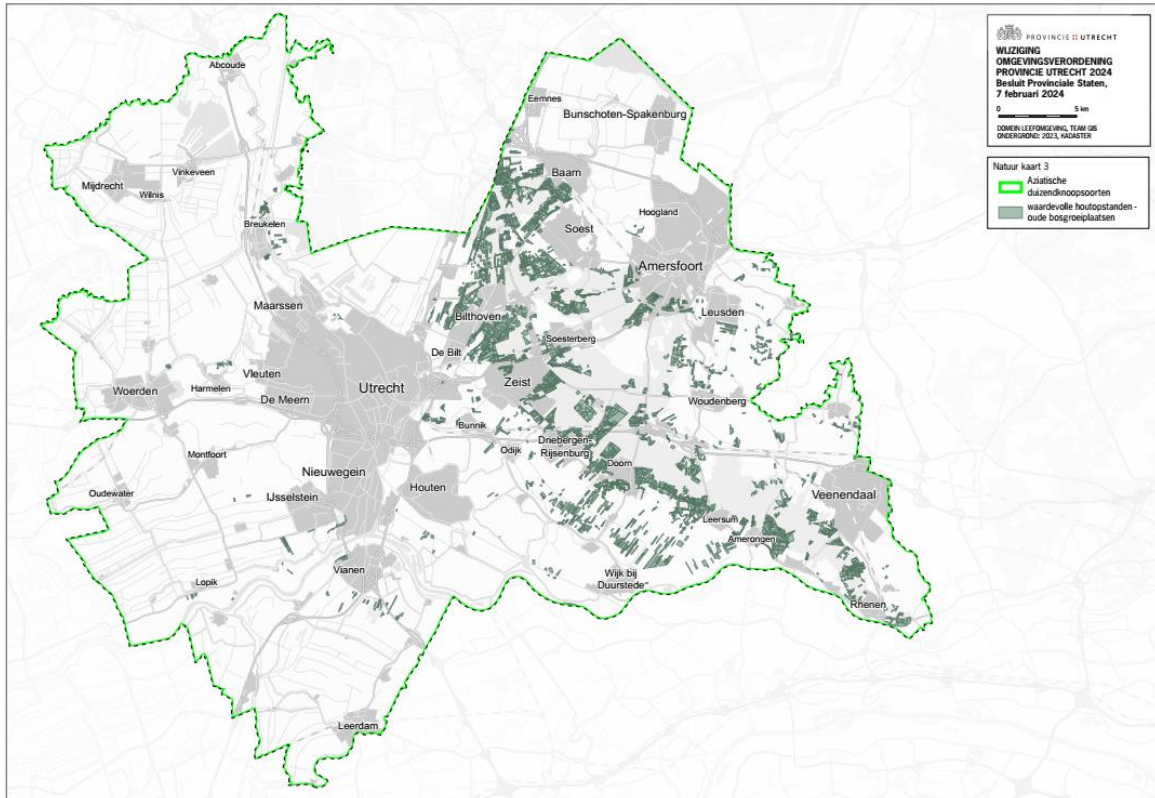 PROVINCIE UTRECHT
WIJZIGING
OMGEVINGSVERORDENING
PROVINCIE UTRECHT 2024
Besluit Provinciale Staten,
7 februari 2024
0 5 km
DOMEIN LEEFOMGEVING, TEAM GIS
ONDERGROND: 2023, KADASTER
Natuur kaart 3
Aziatische
duizendknoopsoorten
waardevolle houtopstanden -
oude bosgroeiplaatsen
Abcoude
Eemnes
Bunschoten-Spakenburg
Vinkeveen
Mijdrecht
Wilnis
Baarn
Hoogland
Breukelen
Soest
Amersfoort
Maarssen
Leusden
Bilthoven
Soesterberg
De Bilt
Vleuten
Zeist
Harmelen
Utrecht
Woerden
De Meern
Woudenberg
Bunnik
Driebergen-
Rijsenburg
Odijk
Montfoort
Doorn
Nieuwegein
Houten
Oudewater
IJsselstein
Veenendaal
Leersum
Amerongen
Vianen
Wijk bij
Duurstede
Lopik
Rhenen
Leerdam